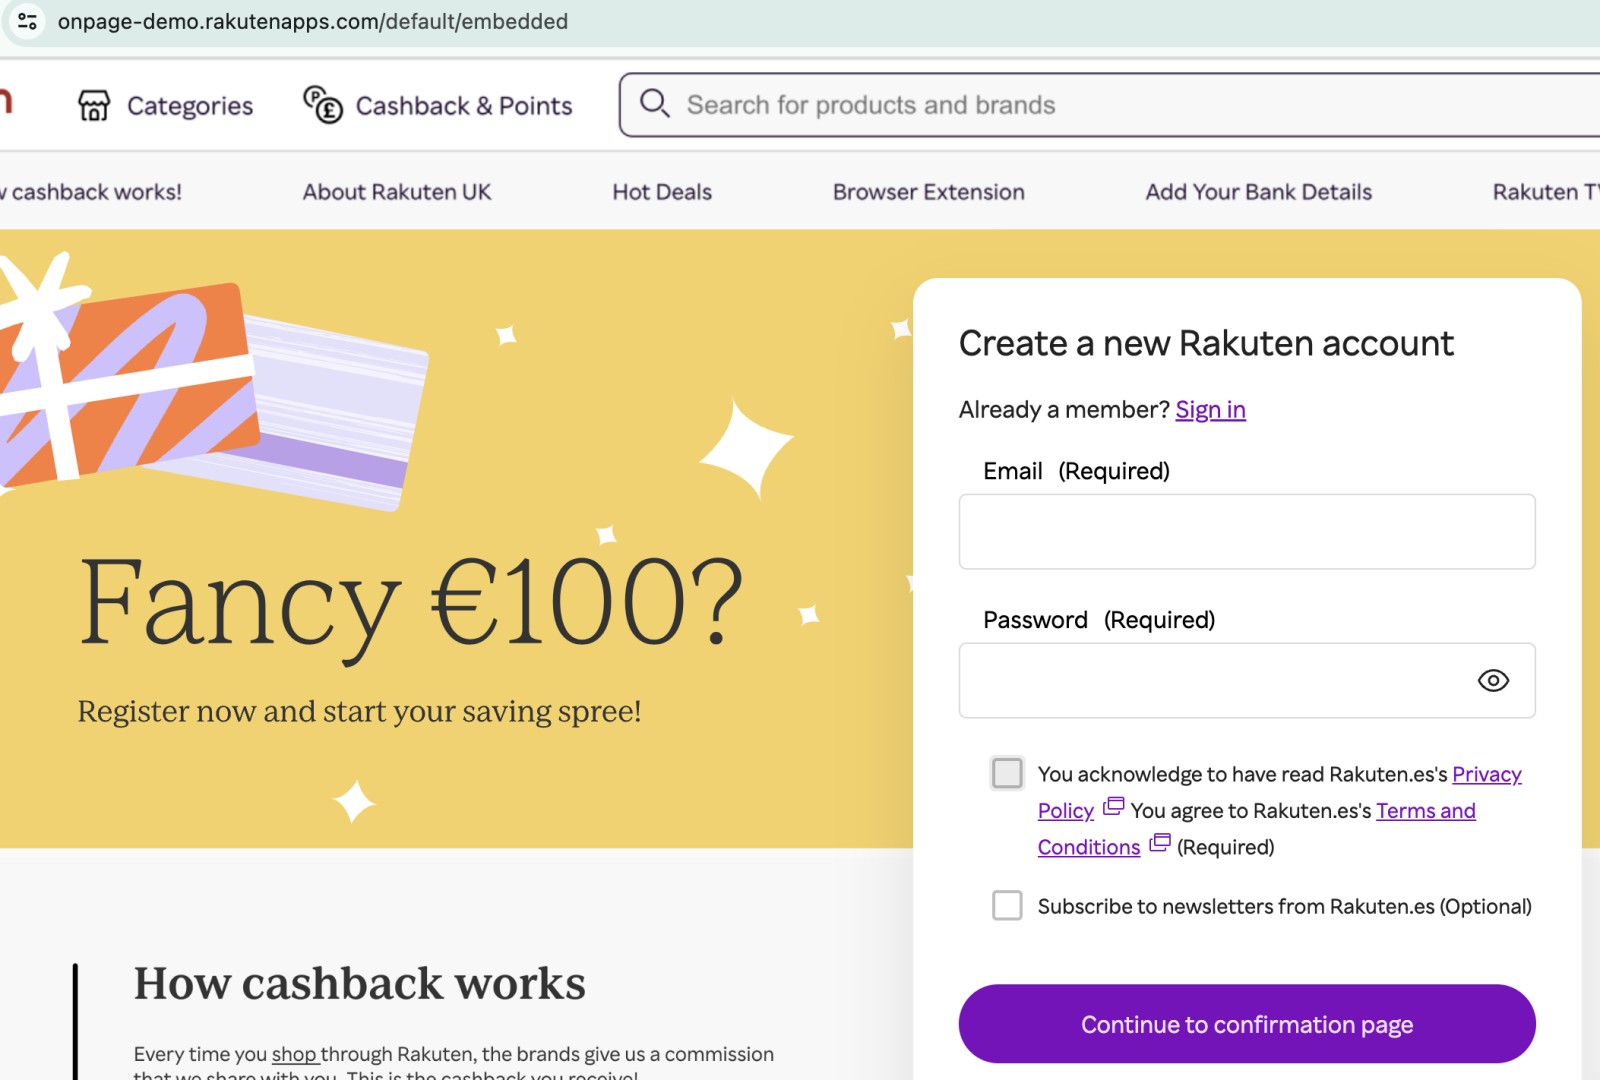 onpage-demo.rakutenapps.com/default/embedded
Categories
Cashback & Points
Search for products and brands
cashback works!
About Rakuten UK
Hot Deals
Browser Extension
Add Your Bank Details
Rakuten
Fancy €100?
Register now and start your saving spree!
Create a new Rakuten account
Already a member? Sign in
Email (Required)
Password (Required)
You acknowledge to have read Rakuten.es's Privacy
Policy You agree to Rakuten.es's Terms and
Conditions (Required)
Subscribe to newsletters from Rakuten.es (Optional)
Continue to confirmation page
How cashback works
Every time you shop through Rakuten, the brands give us a commission
that we share with you. This is the cashback you receive!